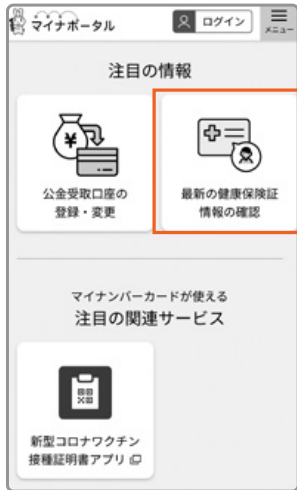 マイナポータル
ログイン
メニュー
注目の情報
公金受取口座の
登録・変更
最新の健康保険証
情報の確認
マイナンバーカードが使える
注目の関連サービス
新型コロナワクチン
接種証明書アプリ